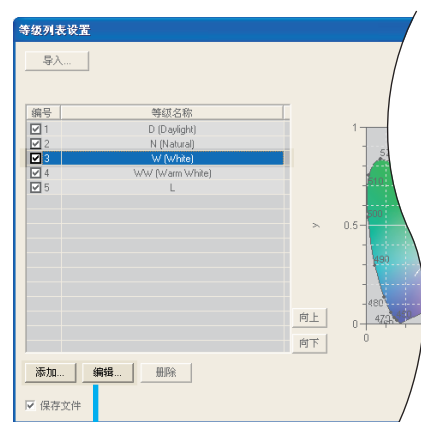 等级列表设置
导入...
编号 等级名称
1 D (Daylight)
2 N (Natural)
3 W (White)
4 WW (Warm White)
5 L
向上
向下
添加... 编辑... 删除
保存文件
1
0.5
0
0
y
510
500
490
480